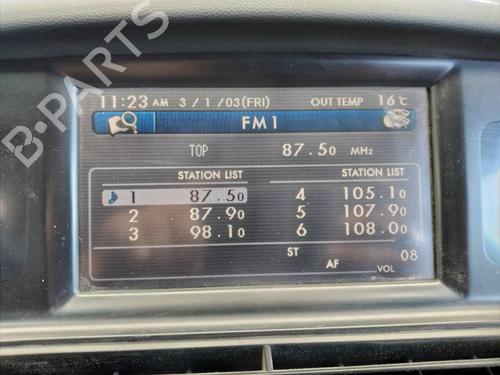 B-PARTS
11:23 AM 3/1/03(FRI) OUT TEMP 16°C
FM1
TOP 87.50 MHz
STATION LIST STATION LIST
1 87.50 4 105.10
2 87.90 5 107.90
3 98.10 6 108.00
ST
AF VOL 08